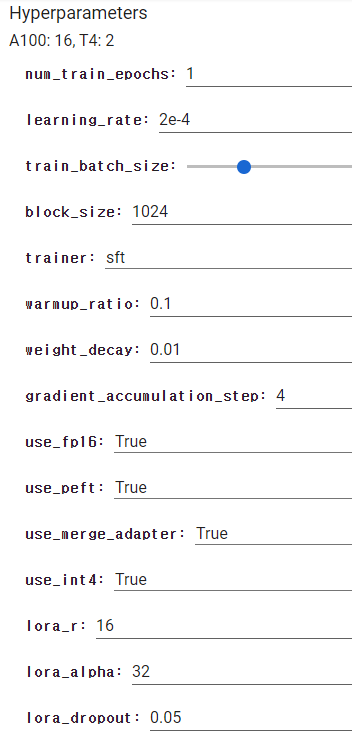 Hyperparameters
A100: 16, T4: 2
num_train_epochs: 1
learning_rate: 2e-4
train_batch_size:
block_size: 1024
trainer: sft
warmup_ratio: 0.1
weight_decay: 0.01
gradient_accumulation_step: 4
use_fp16: True
use_peft: True
use_merge_adapter: True
use_int4: True
lora_r: 16
lora_alpha: 32
lora_dropout: 0.05